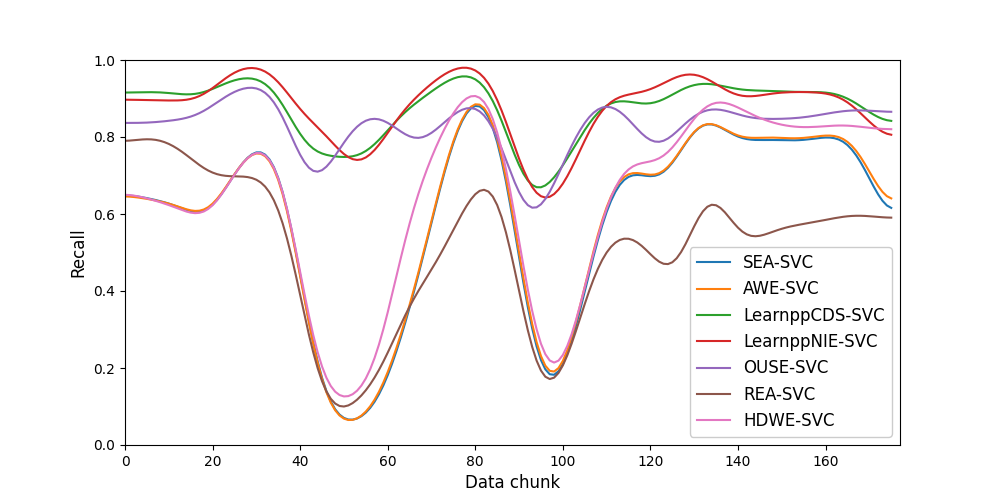 1.0
0.8
0.6
0.4
0.2
0.0
Recall
0 20 40 60 80 100 120 140 160
Data chunk
SEA-SVC
AWE-SVC
LearnppCDS-SVC
LearnppNIE-SVC
OUSE-SVC
REA-SVC
HDWE-SVC